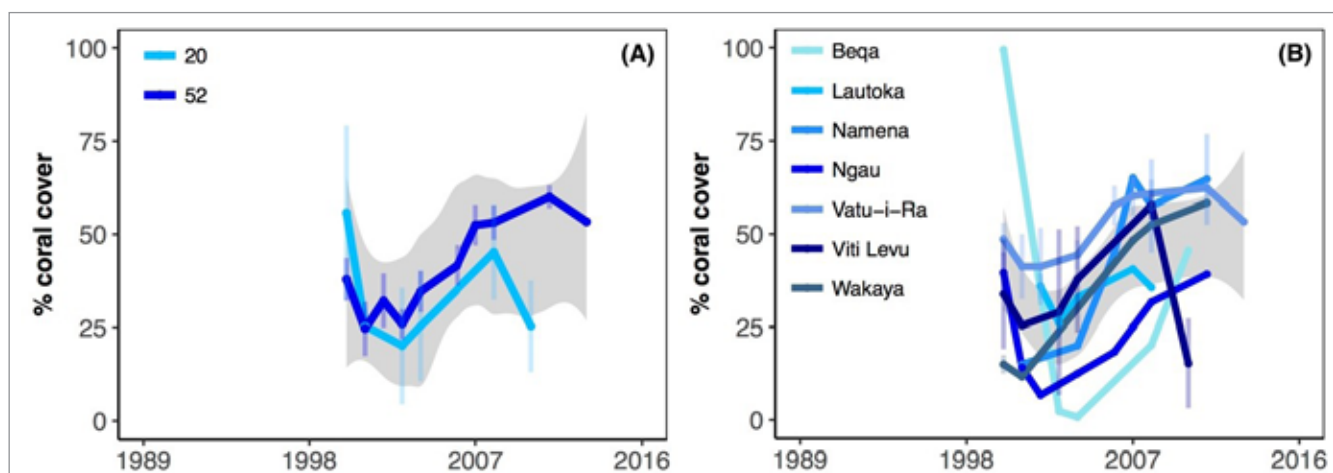 (A)
% coral cover
100
75
50
25
0
20
52
1989 1998 2007 2016
(B)
% coral cover
100
75
50
25
0
Beqa
Lautoka
Namena
Ngau
Vatu-i-Ra
Viti Levu
Wakaya
1989 1998 2007 2016